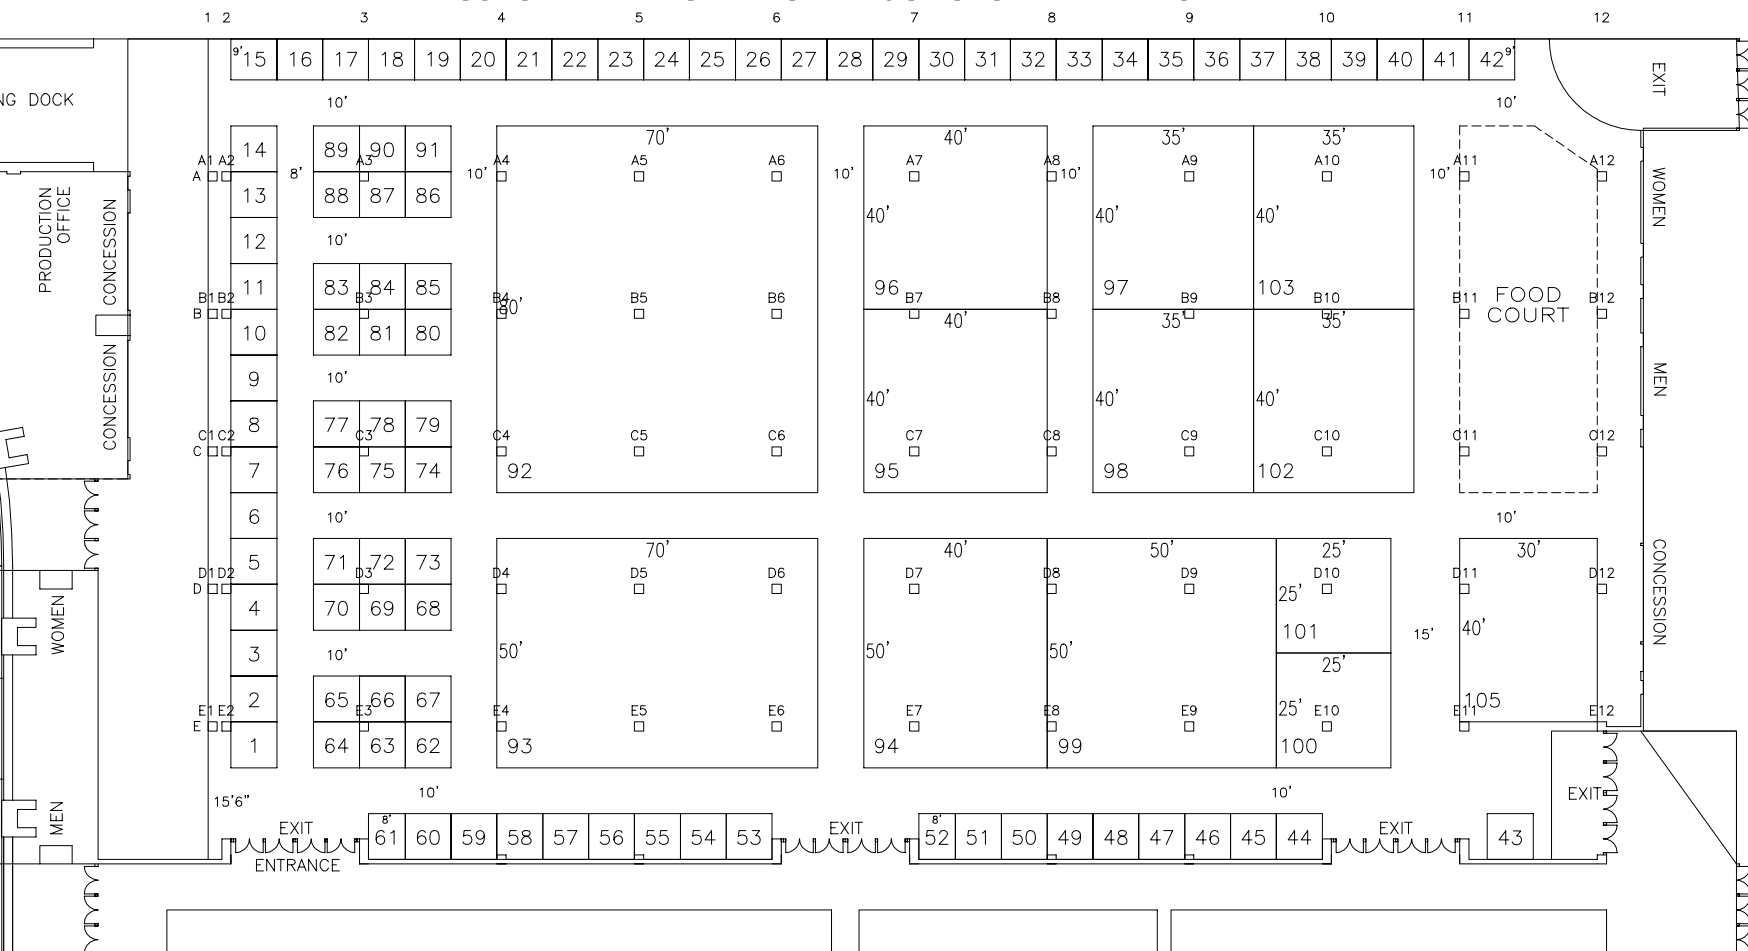 1 2 3 4 5 6 7 8 9 10 11 12
9' 15 16 17 18 19 20 21 22 23 24 25 26 27 28 29 30 31 32 33 34 35 36 37 38 39 40 41 42 9'
EXIT
NG DOCK
10' 10'
14 89 90 91 70' 40' 35' 35'
A1 A2 A3 A4 A5 A6 A7 A8 A9 A10 A11 A12
A 8' 10' 10' 10' 10'
13 88 87 86
WOMEN
PRODUCTION
OFFICE
CONCESSION
40' 40' 40'
12 10'
11 83 84 85 96 97 103
B1 B2 B3 B4 B5 B6 B7 B8 B9 B10 B11 B12
80'
FOOD
COURT
B 40' 35' 35'
10 82 81 80
CONCESSION
MEN
9 10'
40' 40' 40'
8 77 78 79
C1 C2 C3 C4 C5 C6 C7 C8 C9 C10 C11 C12
C
7 76 75 74 92 95 98 102
6 10' 10'
5 71 72 73 70' 40' 50' 25' 30'
CONCESSION
D1 D2 D3 D4 D5 D6 D7 D8 D9 D10 D11 D12
D 25'
4 70 69 68
WOMEN
101 15' 40'
3 10' 50' 50' 50'
25'
2 65 66 67 25' 105
E1 E2 E3 E4 E5 E6 E7 E8 E9 E10 E11 E12
E
1 64 63 62 93 94 99 100
15'6" 10' 10' EXIT
MEN
EXIT 8' EXIT 8' EXIT
61 60 59 58 57 56 55 54 53 52 51 50 49 48 47 46 45 44 43
ENTRANCE